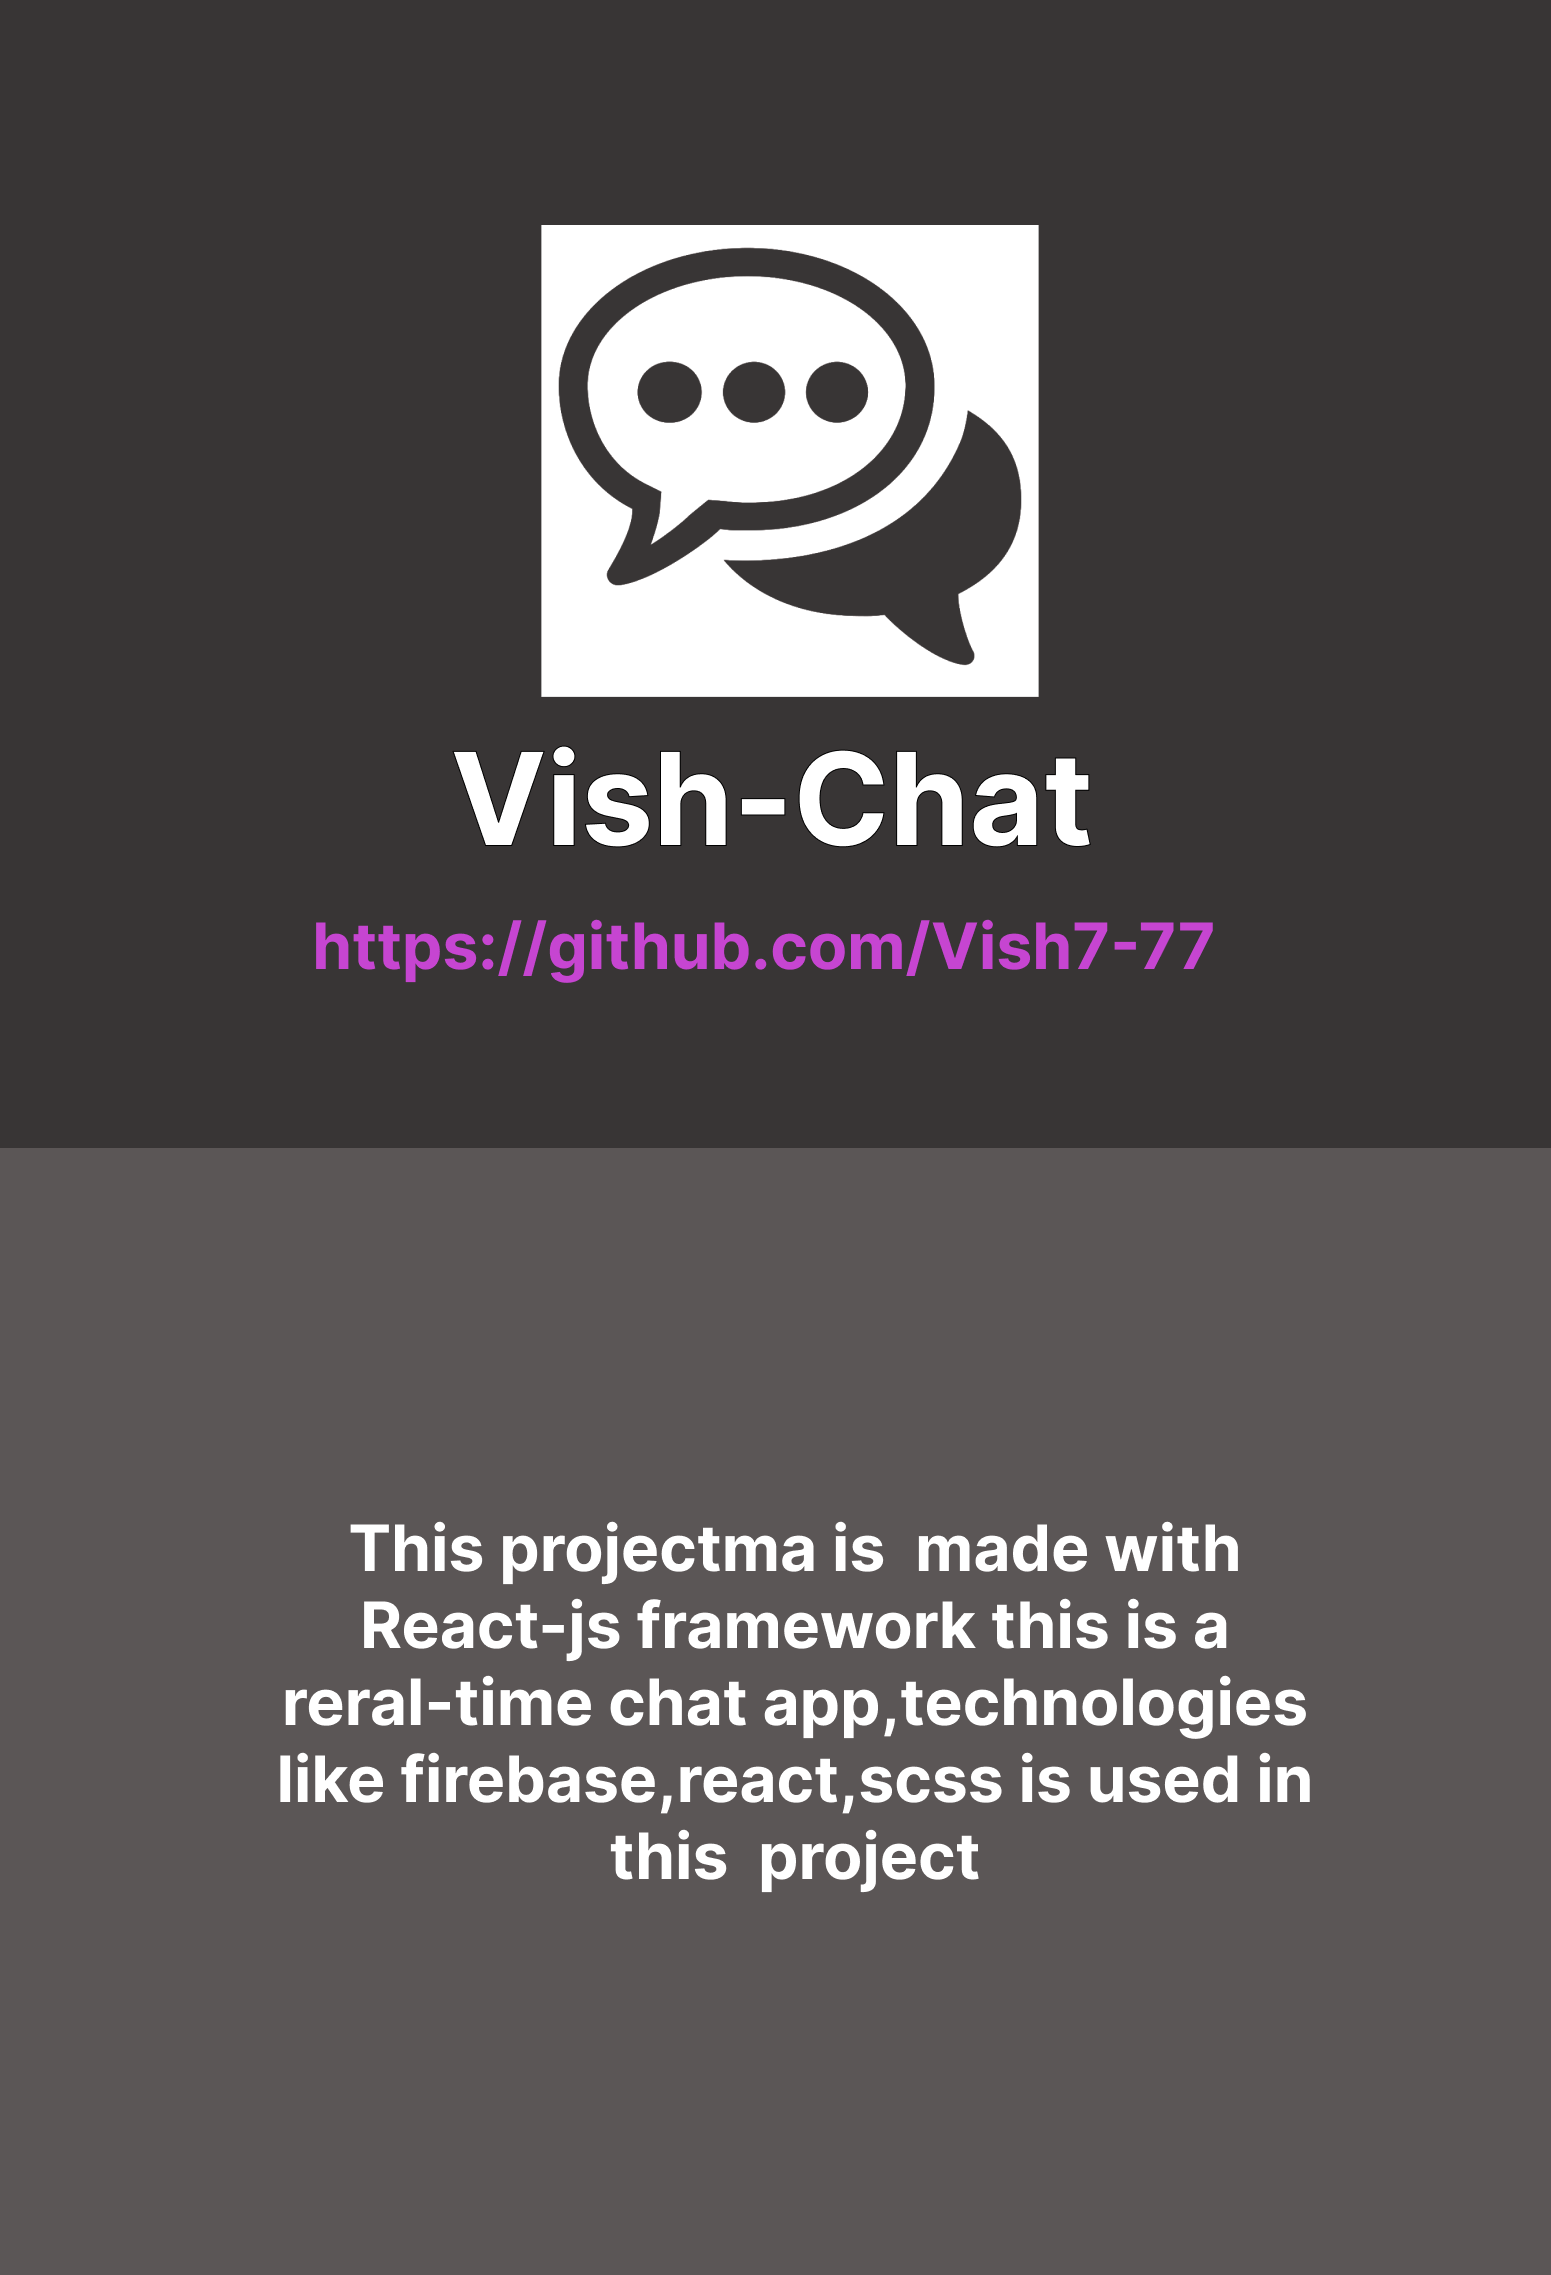 Vish-Chat
https://github.com/Vish7-77
This projectma is  made with
React-js framework this is a
reral-time chat app,technologies
like firebase,react,scss is used in
this  project